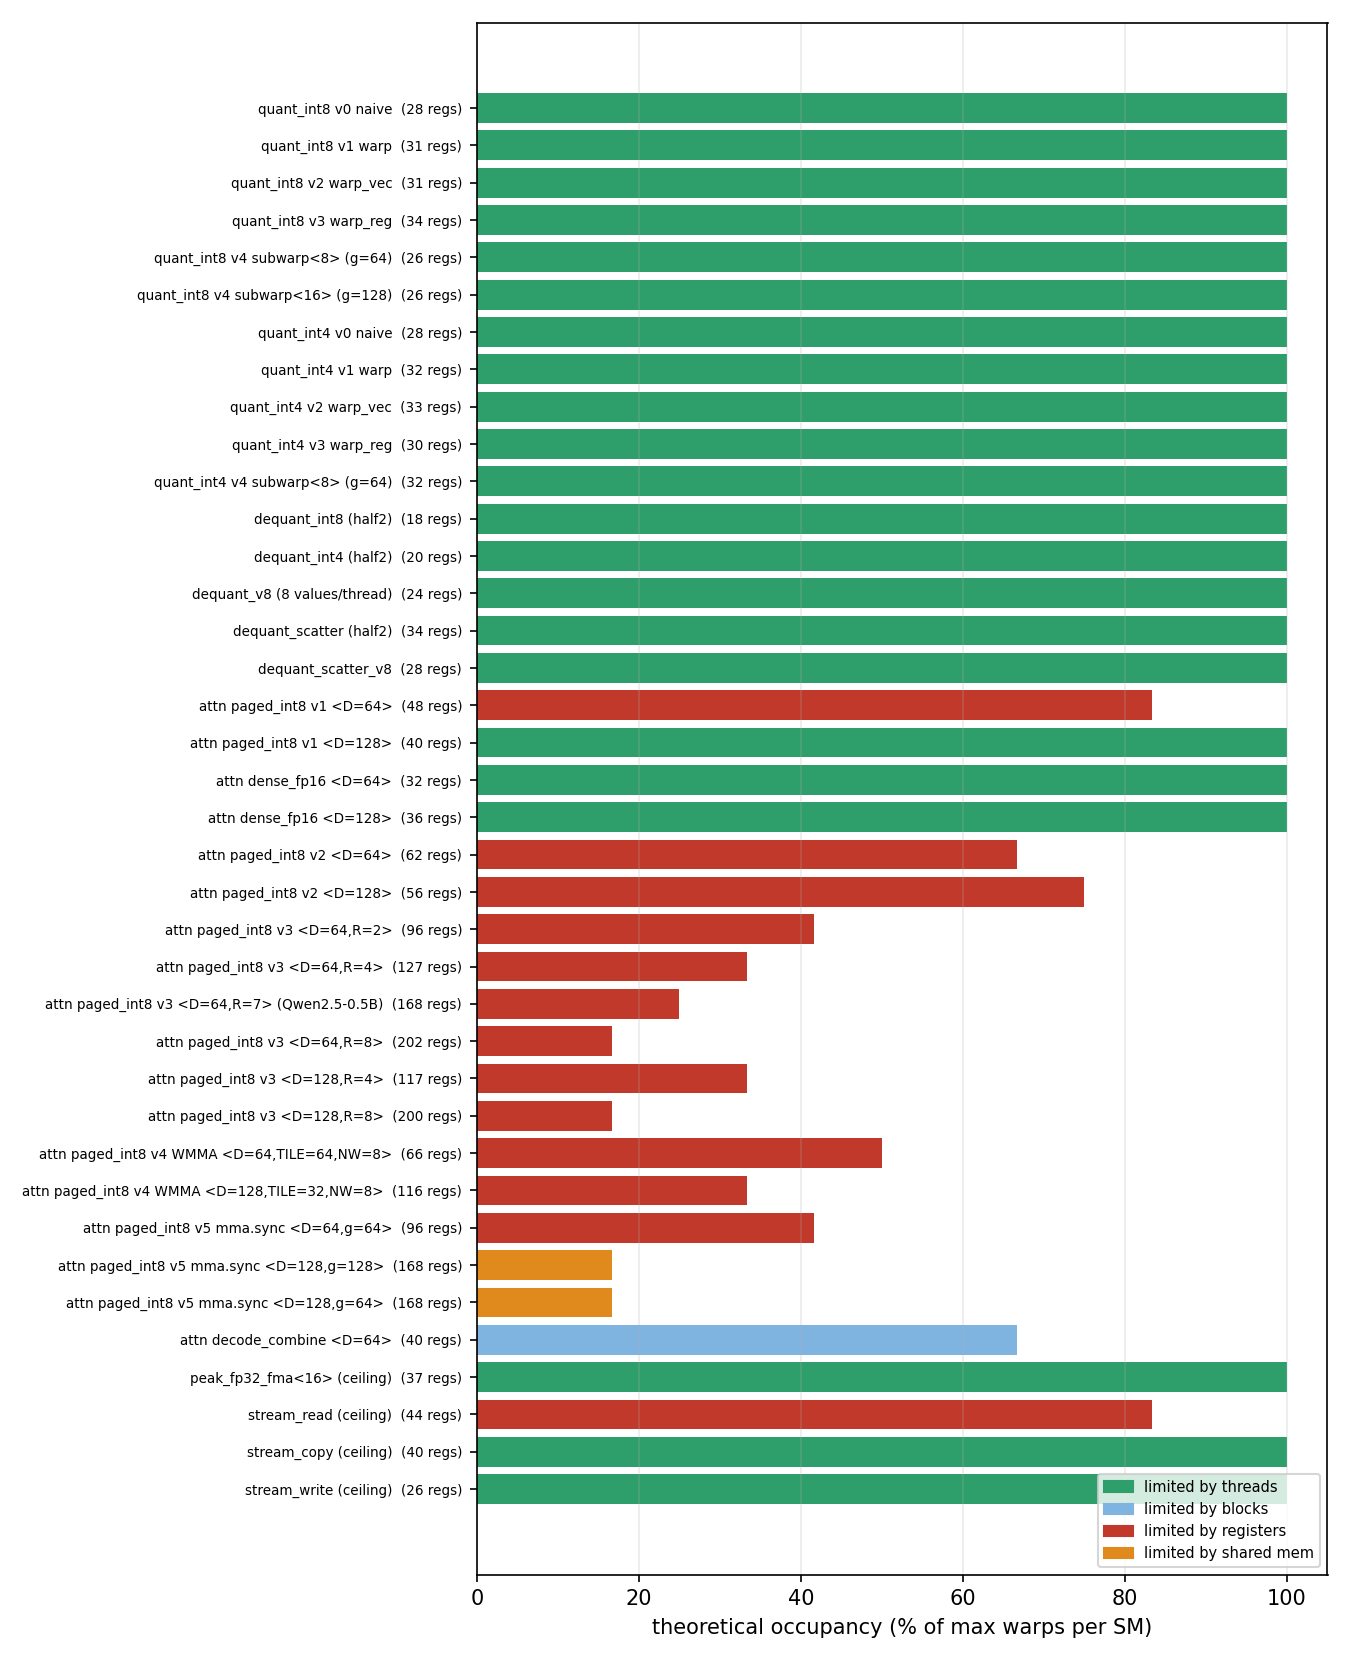 quant_int8 v0 naive  (28 regs)
quant_int8 v1 warp  (31 regs)
quant_int8 v2 warp_vec  (31 regs)
quant_int8 v3 warp_reg  (34 regs)
quant_int8 v4 subwarp<8> (g=64)  (26 regs)
quant_int8 v4 subwarp<16> (g=128)  (26 regs)
quant_int4 v0 naive  (28 regs)
quant_int4 v1 warp  (32 regs)
quant_int4 v2 warp_vec  (33 regs)
quant_int4 v3 warp_reg  (30 regs)
quant_int4 v4 subwarp<8> (g=64)  (32 regs)
dequant_int8 (half2)  (18 regs)
dequant_int4 (half2)  (20 regs)
dequant_v8 (8 values/thread)  (24 regs)
dequant_scatter (half2)  (34 regs)
dequant_scatter_v8  (28 regs)
attn paged_int8 v1 <D=64>  (48 regs)
attn paged_int8 v1 <D=128>  (40 regs)
attn dense_fp16 <D=64>  (32 regs)
attn dense_fp16 <D=128>  (36 regs)
attn paged_int8 v2 <D=64>  (62 regs)
attn paged_int8 v2 <D=128>  (56 regs)
attn paged_int8 v3 <D=64,R=2>  (96 regs)
attn paged_int8 v3 <D=64,R=4>  (127 regs)
attn paged_int8 v3 <D=64,R=7> (Qwen2.5-0.5B)  (168 regs)
attn paged_int8 v3 <D=64,R=8>  (202 regs)
attn paged_int8 v3 <D=128,R=4>  (117 regs)
attn paged_int8 v3 <D=128,R=8>  (200 regs)
attn paged_int8 v4 WMMA <D=64,TILE=64,NW=8>  (66 regs)
attn paged_int8 v4 WMMA <D=128,TILE=32,NW=8>  (116 regs)
attn paged_int8 v5 mma.sync <D=64,g=64>  (96 regs)
attn paged_int8 v5 mma.sync <D=128,g=128>  (168 regs)
attn paged_int8 v5 mma.sync <D=128,g=64>  (168 regs)
attn decode_combine <D=64>  (40 regs)
peak_fp32_fma<16> (ceiling)  (37 regs)
stream_read (ceiling)  (44 regs)
stream_copy (ceiling)  (40 regs)
stream_write (ceiling)  (26 regs)
limited by threads
limited by blocks
limited by registers
limited by shared mem
0 20 40 60 80 100
theoretical occupancy (% of max warps per SM)